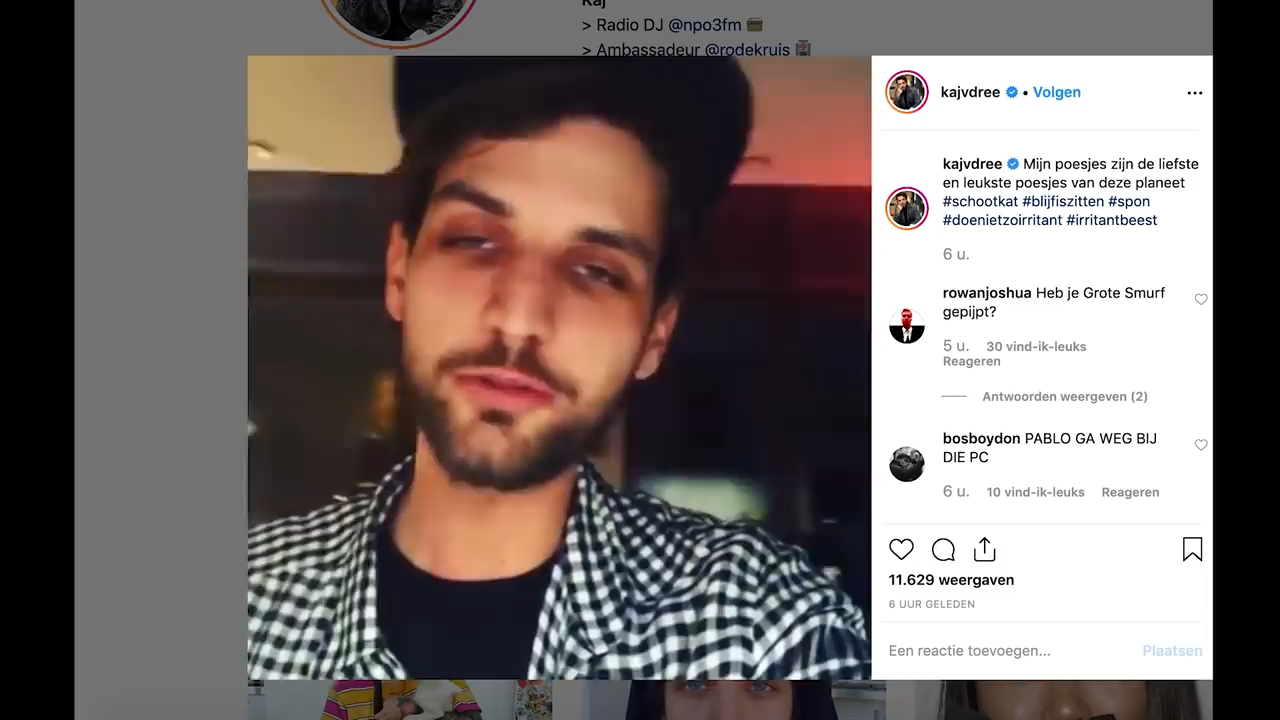 Kaj
> Radio DJ @npo3fm
> Ambassadeur @rodekruis
kajvdree • Volgen
kajvdree Mijn poesjes zijn de liefste
en leukste poesjes van deze planeet
#schootkat #blijfiszitten #spon
#doenietzoirritant #irritantbeest
6 u.
rowanjoshua Heb je Grote Smurf
gepijpt?
5 u. 30 vind-ik-leuks
Reageren
Antwoorden weergeven (2)
bosboydon PABLO GA WEG BIJ
DIE PC
6 u. 10 vind-ik-leuks Reageren
11.629 weergaven
6 UUR GELEDEN
Een reactie toevoegen... Plaatsen